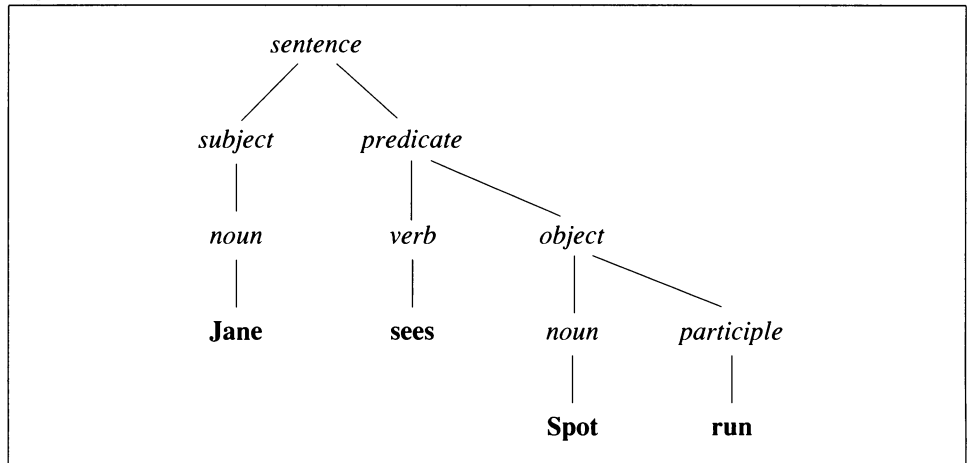 sentence
subject predicate
noun verb object
Jane sees noun participle
Spot run